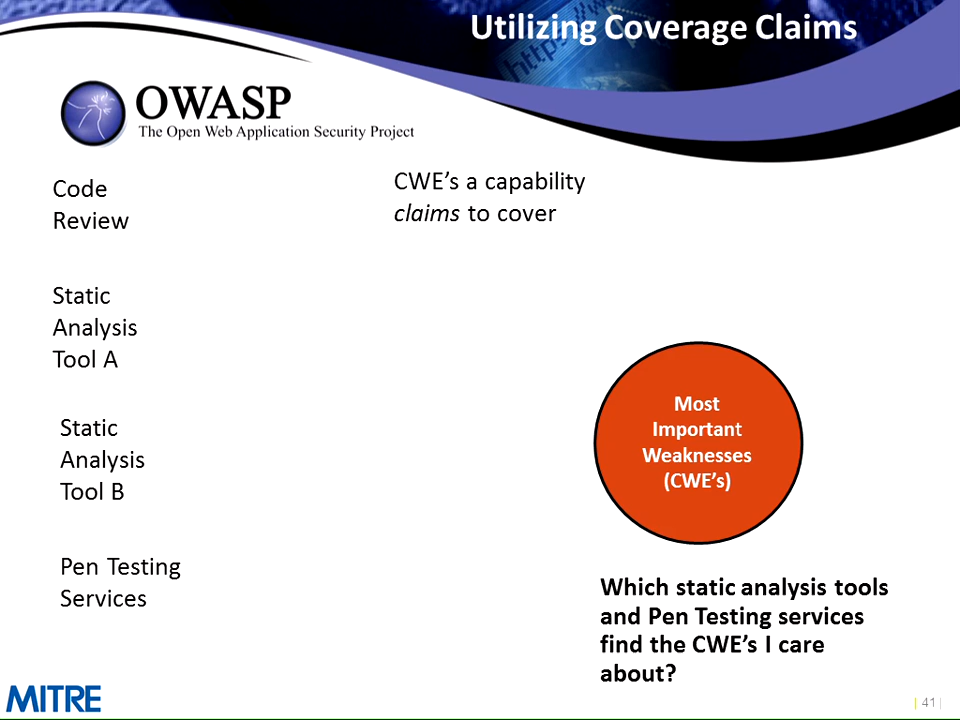 Utilizing Coverage Claims
http
OWASP
The Open Web Application Security Project
Code
Review
CWE’s a capability
claims to cover
Static
Analysis
Tool A
Static
Analysis
Tool B
Pen Testing
Services
Most
Important
Weaknesses
(CWE’s)
Which static analysis tools
and Pen Testing services
find the CWE’s I care
about?
MITRE
| 41 |